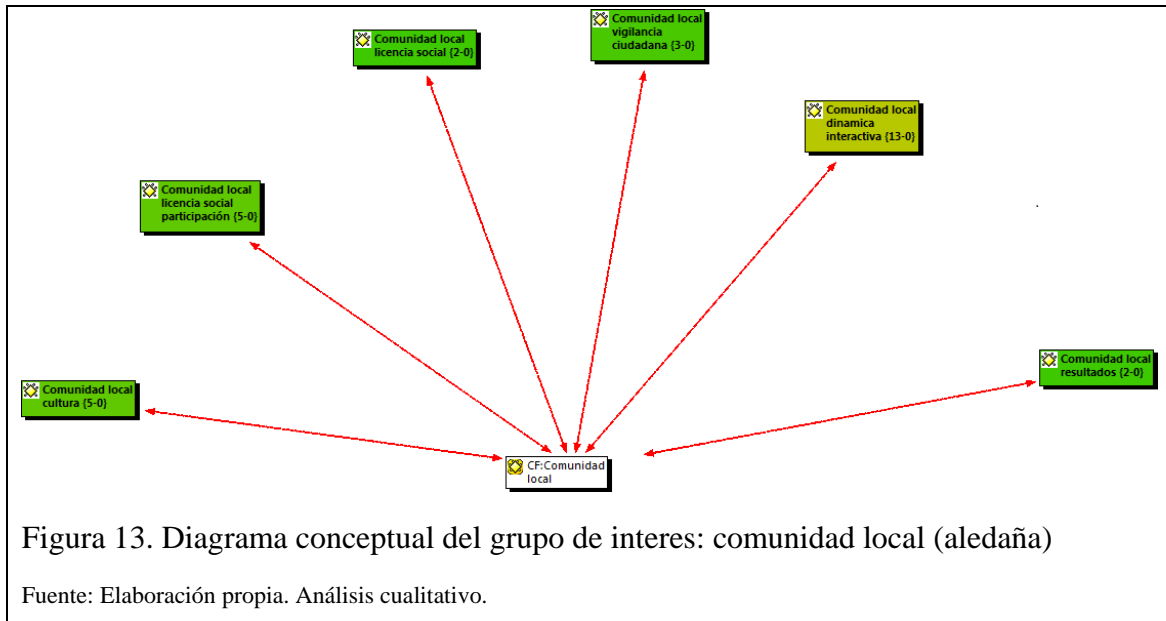 Comunidad local
licencia social {2-0}
Comunidad local
vigilancia
ciudadana {3-0}
Comunidad local
dinamica
interactiva {13-0}
Comunidad local
licencia social
participación {5-0}
Comunidad local
resultados {2-0}
Comunidad local
cultura {5-0}
CF:Comunidad
local
Figura 13. Diagrama conceptual del grupo de interes: comunidad local (aledaña)
Fuente: Elaboración propia. Análisis cualitativo.